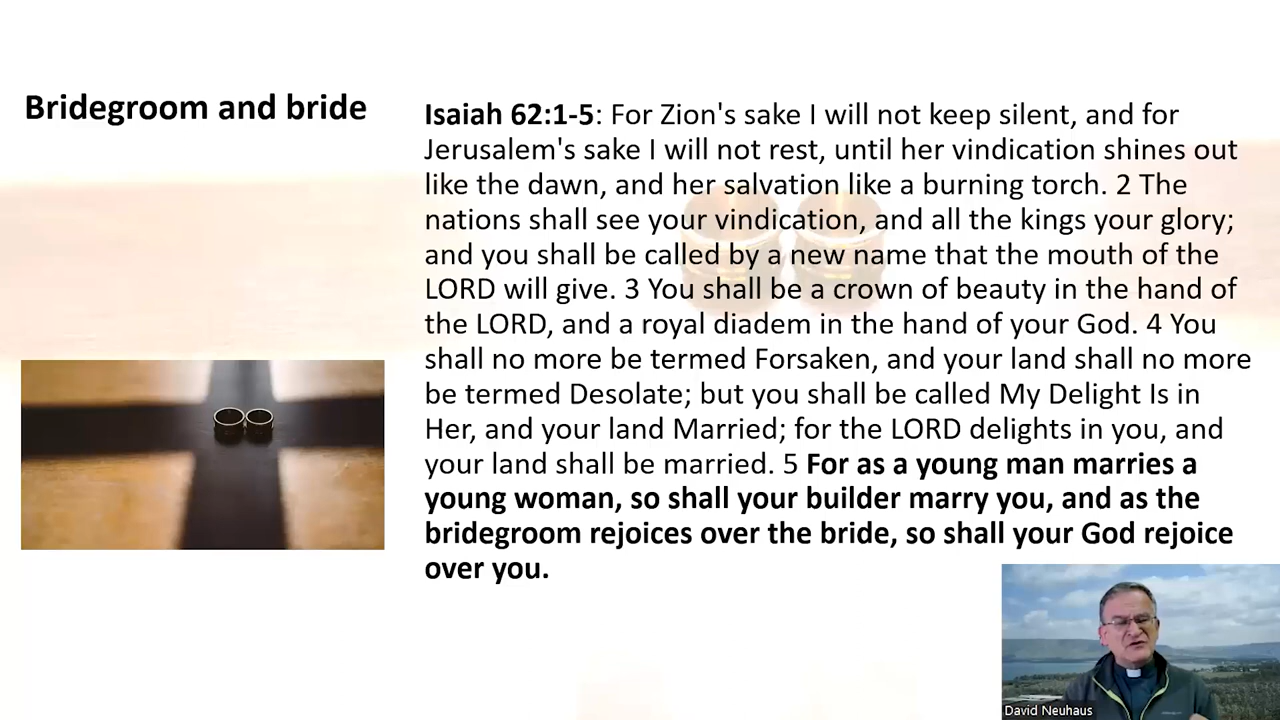 Bridegroom and bride
Isaiah 62:1-5: For Zion's sake I will not keep silent, and for
Jerusalem's sake I will not rest, until her vindication shines out
like the dawn, and her salvation like a burning torch. 2 The
nations shall see your vindication, and all the kings your glory;
and you shall be called by a new name that the mouth of the
LORD will give. 3 You shall be a crown of beauty in the hand of
the LORD, and a royal diadem in the hand of your God. 4 You
shall no more be termed Forsaken, and your land shall no more
be termed Desolate; but you shall be called My Delight Is in
Her, and your land Married; for the LORD delights in you, and
your land shall be married. 5 For as a young man marries a
young woman, so shall your builder marry you, and as the
bridegroom rejoices over the bride, so shall your God rejoice
over you.
David Neuhaus